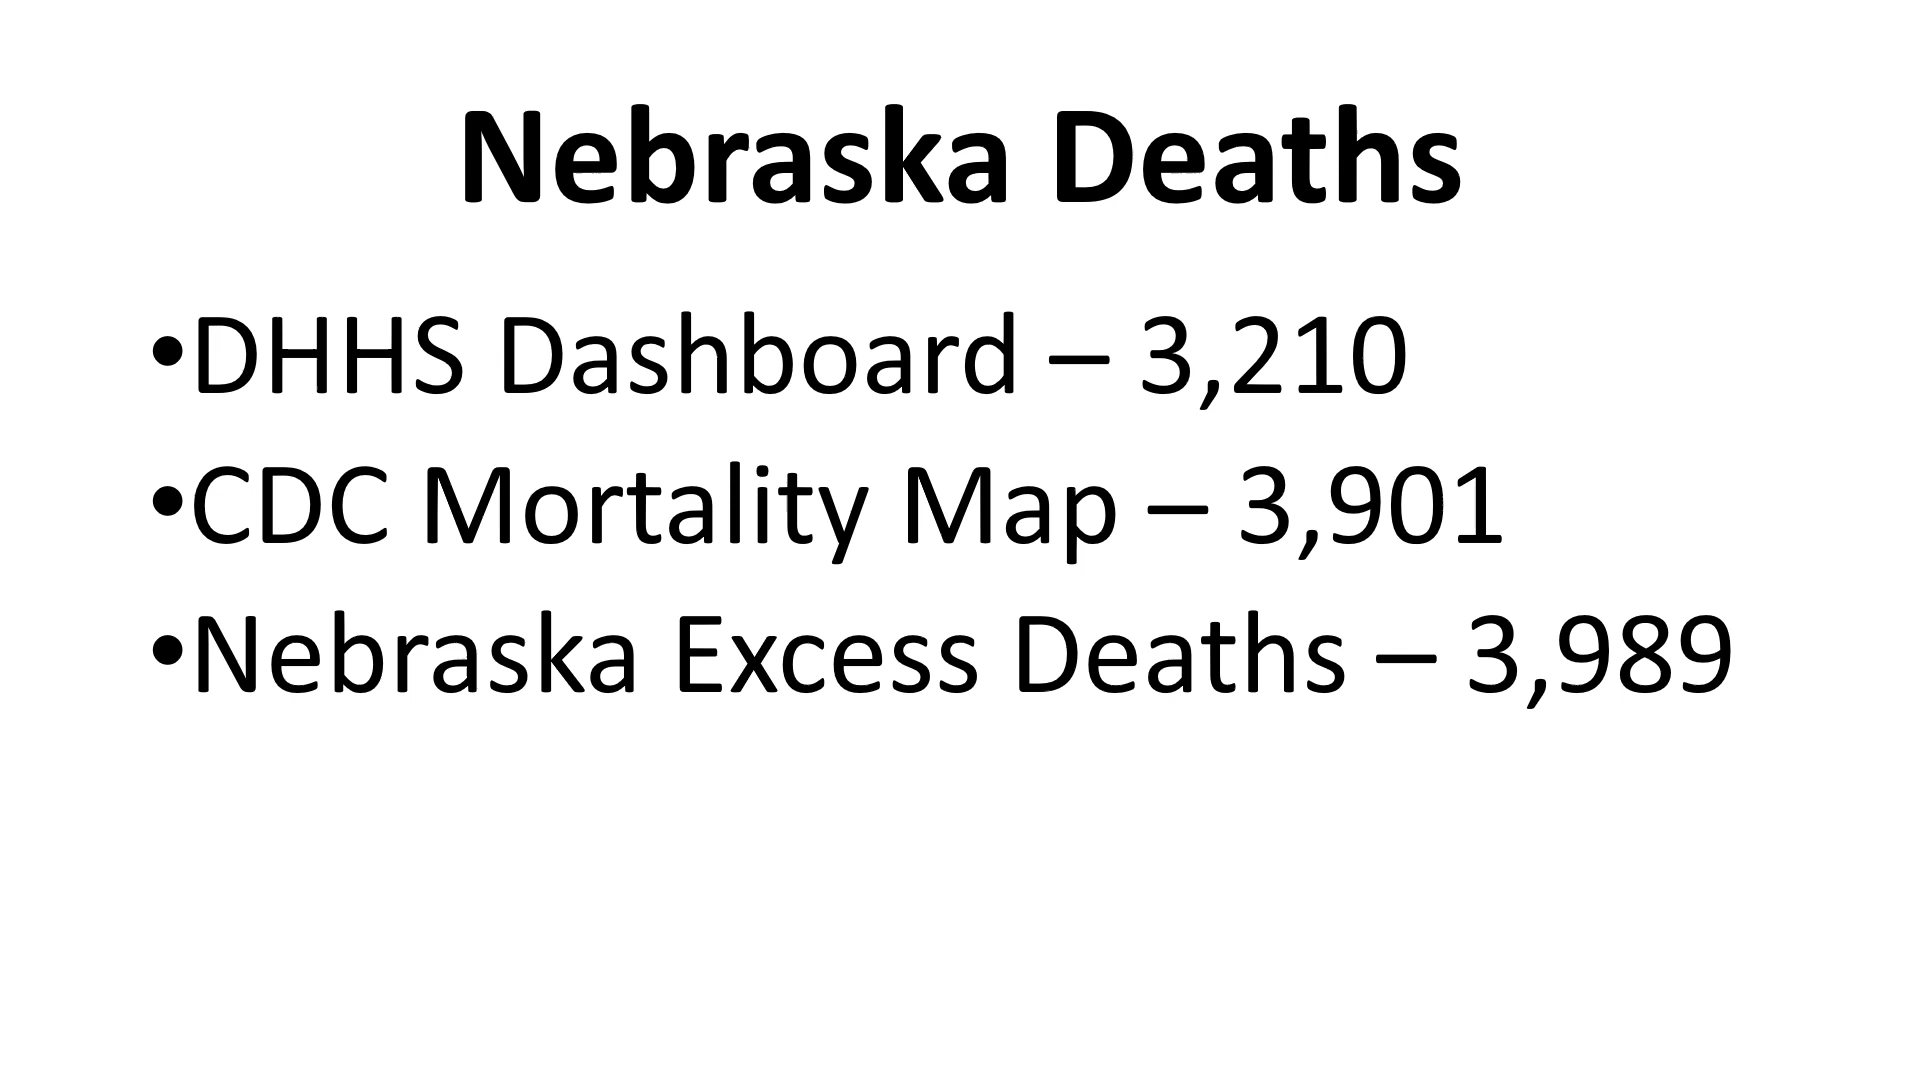 Nebraska Deaths
•DHHS Dashboard – 3,210
•CDC Mortality Map – 3,901
•Nebraska Excess Deaths – 3,989